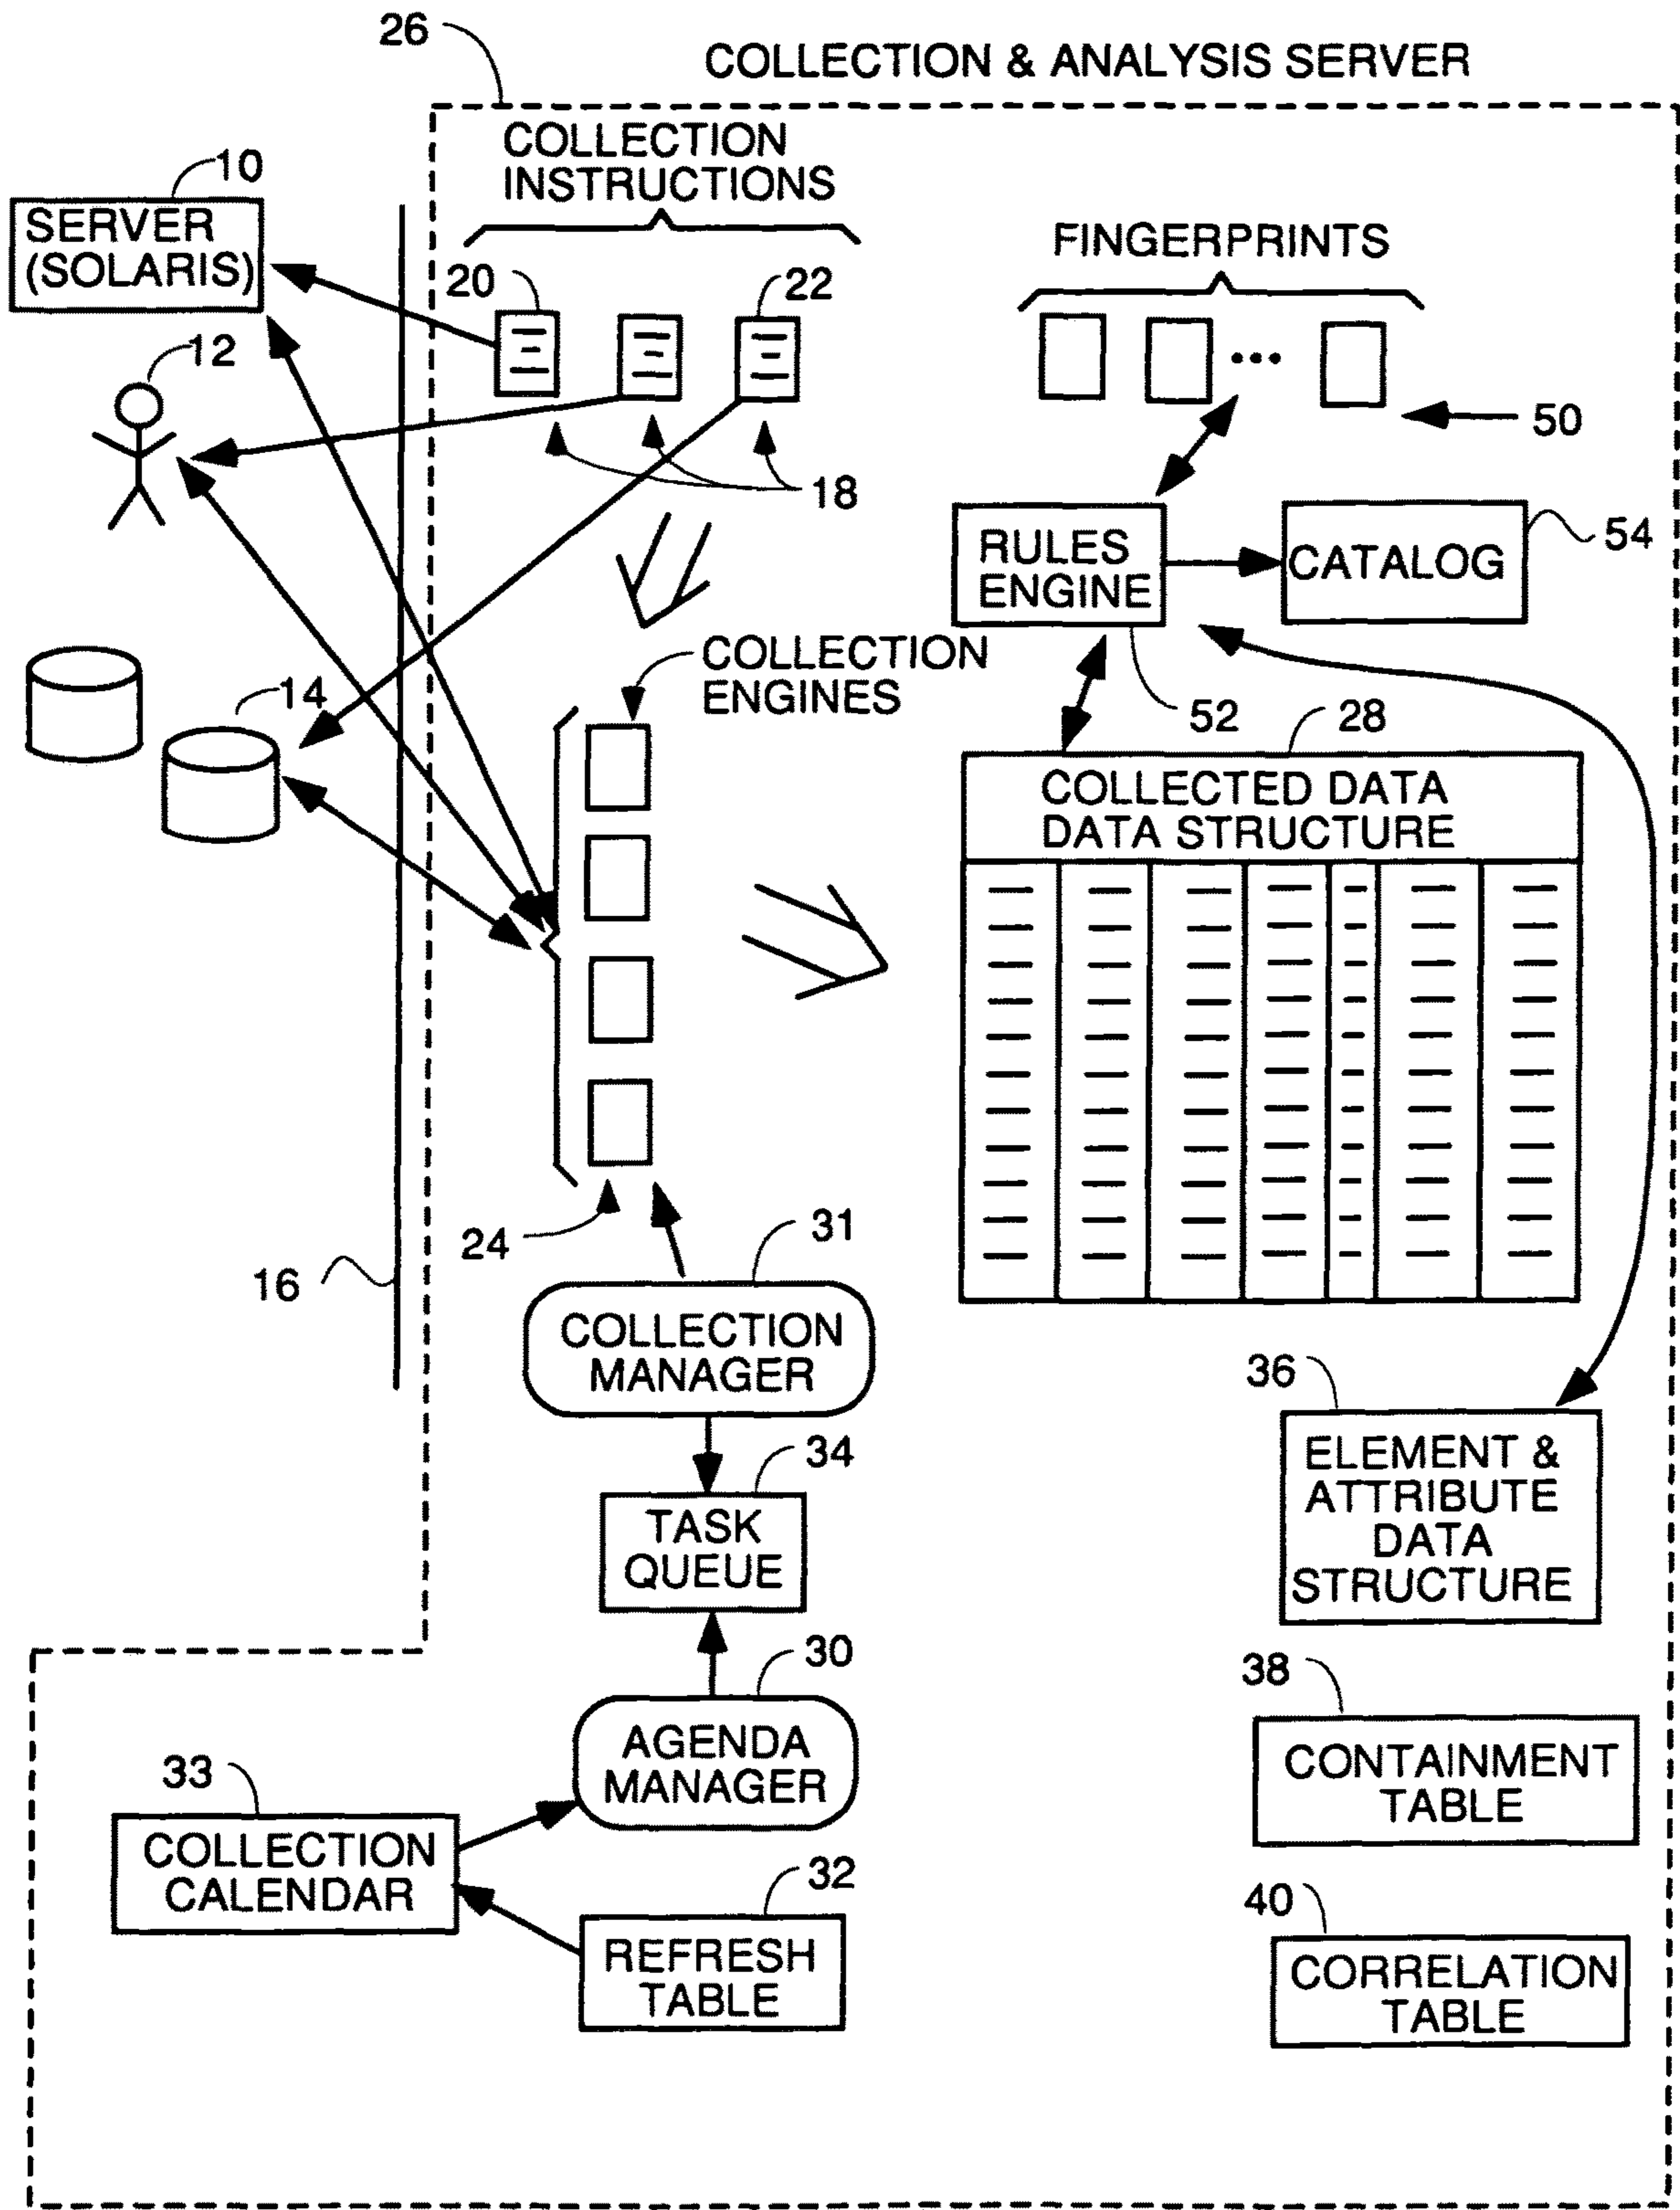 26
COLLECTION & ANALYSIS SERVER
COLLECTION
INSTRUCTIONS
10
SERVER
(SOLARIS)
FINGERPRINTS
20
22
12
50
18
RULES
ENGINE
CATALOG
54
COLLECTION
ENGINES
14
52
28
COLLECTED DATA
DATA STRUCTURE
24
31
16
COLLECTION
MANAGER
36
34
ELEMENT &
ATTRIBUTE
DATA
STRUCTURE
TASK
QUEUE
30
38
AGENDA
MANAGER
CONTAINMENT
TABLE
33
COLLECTION
CALENDAR
32
40
REFRESH
TABLE
CORRELATION
TABLE